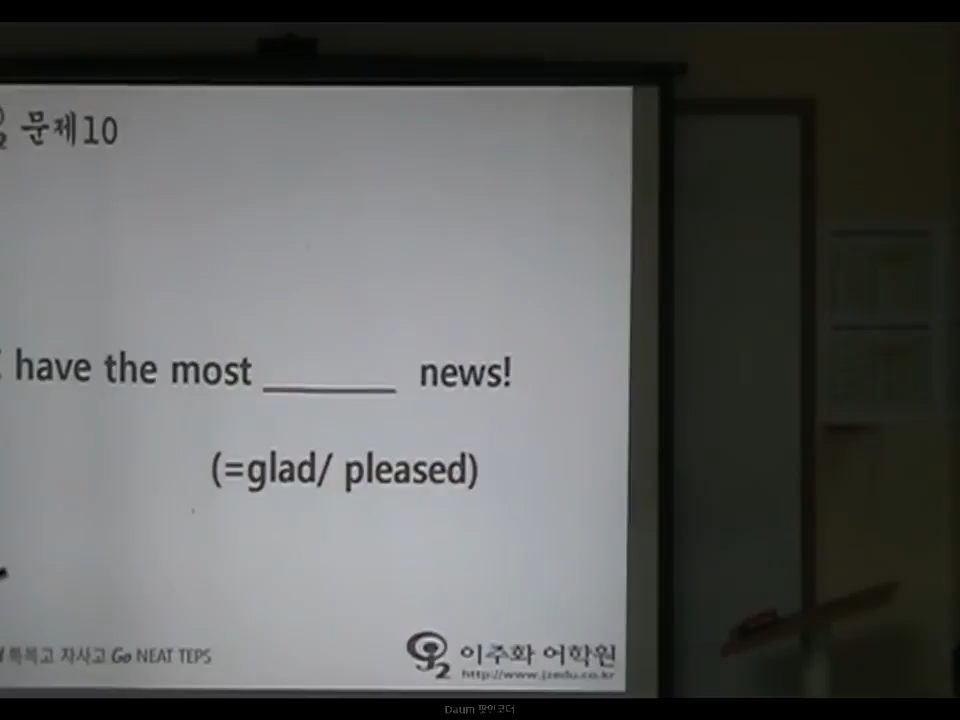 문제10
have the most ______ news!
(=glad/ pleased)
특목고 자사고 Go NEAT TEPS
이주화 어학원
http://www.jzedu.co.kr
Daum 팟인코더